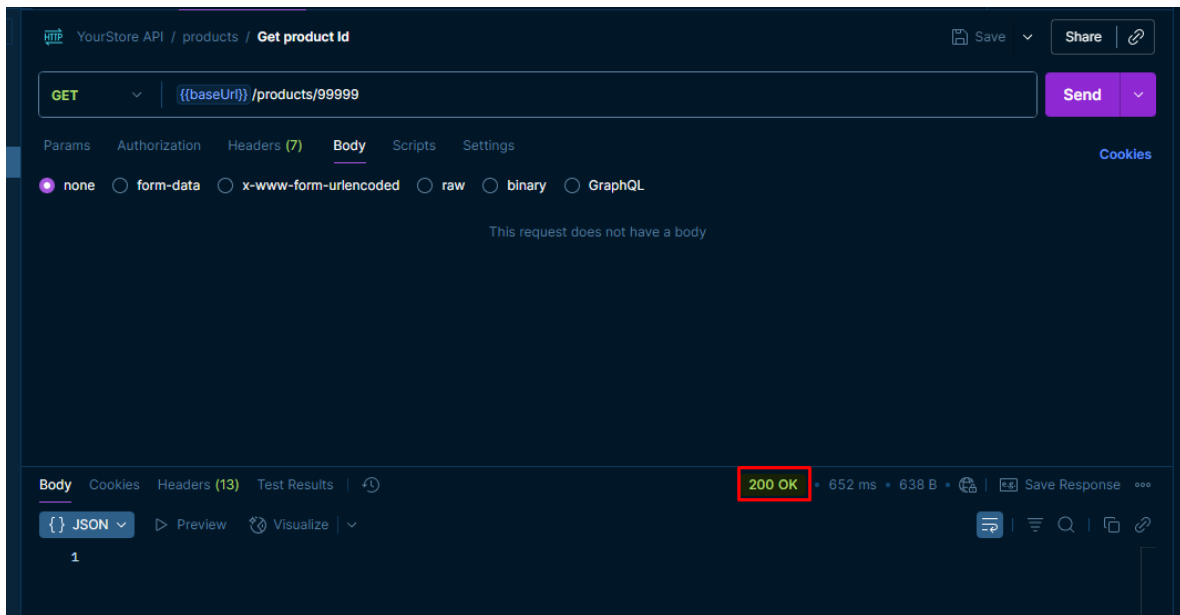 HTTP YourStore API / products / Get product Id Save Share
GET {{baseUrl}}/products/99999 Send
Params Authorization Headers (7) Body Scripts Settings Cookies
none form-data x-www-form-urlencoded raw binary GraphQL
This request does not have a body
Body Cookies Headers (13) Test Results 200 OK • 652 ms • 638 B • e.g. Save Response
{} JSON Preview Visualize
1